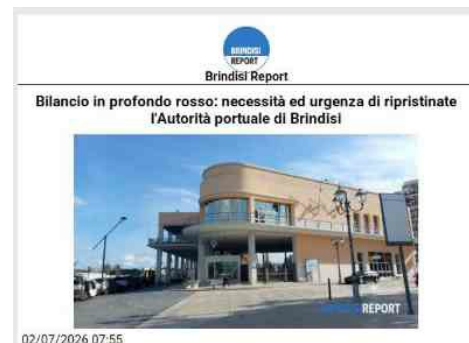 BRINDISI
REPORT
Brindisi Report
Bilancio in profondo rosso: necessità ed urgenza di ripristinate
l'Autorità portuale di Brindisi
REPORT
02/07/2026 07:55